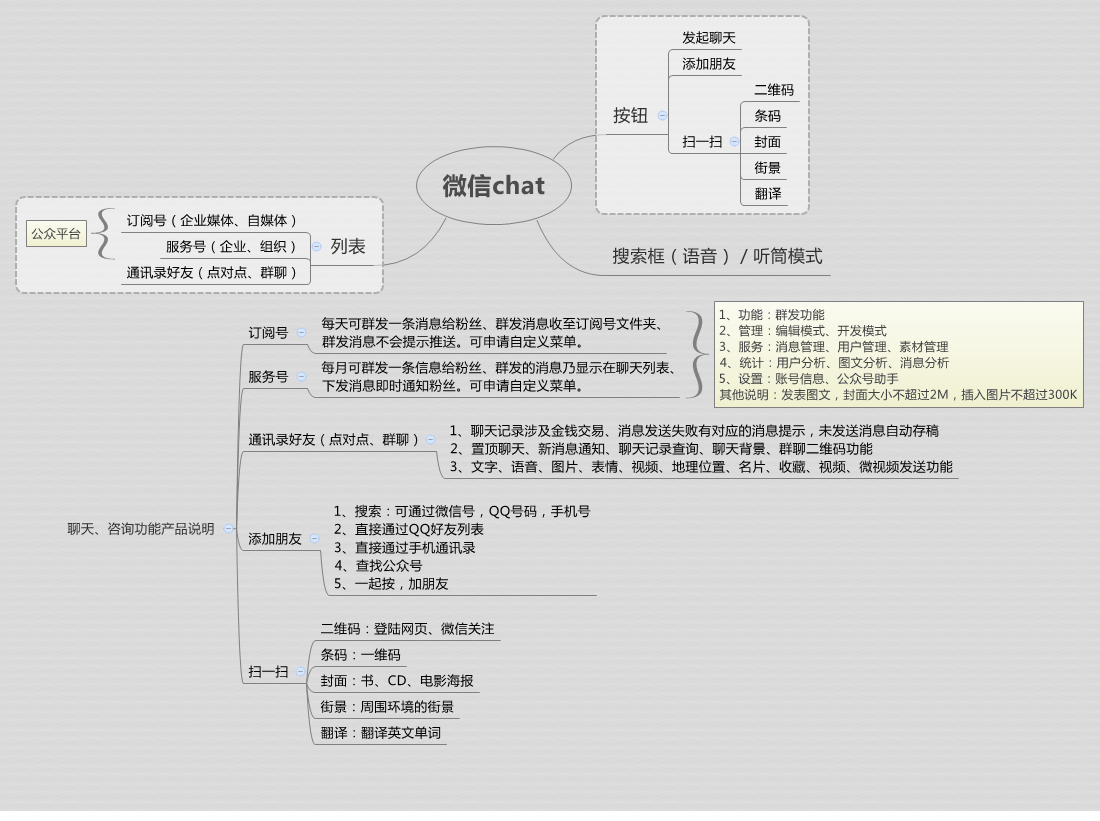 微信chat
按钮
发起聊天
添加朋友
扫一扫
二维码
条码
封面
街景
翻译
搜索框（语音）/ 听筒模式
列表
订阅号（企业媒体、自媒体）
服务号（企业、组织）
通讯录好友（点对点、群聊）
公众平台
聊天、咨询功能产品说明
订阅号
每天可群发一条消息给粉丝、群发消息收至订阅号文件夹、
群发消息不会提示推送。可申请自定义菜单。
服务号
每月可群发一条信息给粉丝、群发的消息乃显示在聊天列表、
下发消息即时通知粉丝。可申请自定义菜单。
1、功能：群发功能
2、管理：编辑模式、开发模式
3、服务：消息管理、用户管理、素材管理
4、统计：用户分析、图文分析、消息分析
5、设置：账号信息、公众号助手
其他说明：发表图文，封面大小不超过2M，插入图片不超过300K
通讯录好友（点对点、群聊）
1、聊天记录涉及金钱交易、消息发送失败有对应的消息提示，未发送消息自动存稿
2、置顶聊天、新消息通知、聊天记录查询、聊天背景、群聊二维码功能
3、文字、语音、图片、表情、视频、地理位置、名片、收藏、视频、微视频发送功能
添加朋友
1、搜索：可通过微信号，QQ号码，手机号
2、直接通过QQ好友列表
3、直接通过手机通讯录
4、查找公众号
5、一起按，加朋友
扫一扫
二维码：登陆网页、微信关注
条码：一维码
封面：书、CD、电影海报
街景：周围环境的街景
翻译：翻译英文单词